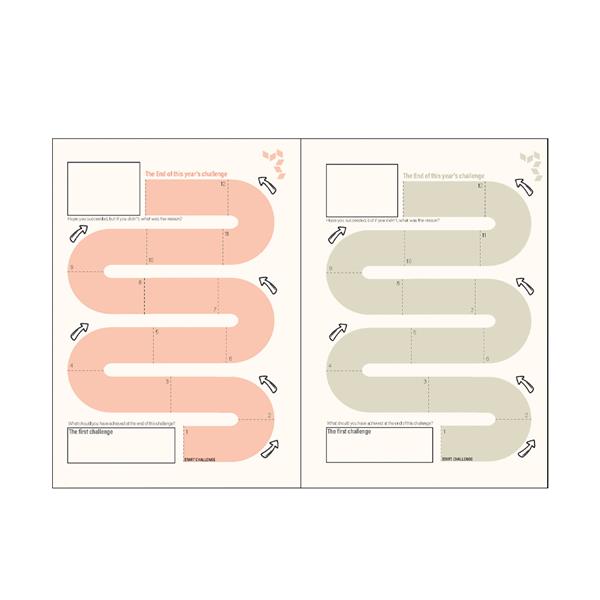 The End of this year's challenge
12
Hope you succeeded, but if you didn't, what was the reason?
11
10
9
8
7
5
6
4
3
2
What should you have achieved at the end of this challenge?
The first challenge
1
START CHALLENGE
The End of this year's challenge
12
Hope you succeeded, but if you didn't, what was the reason?
11
10
9
8
7
5
6
4
3
2
What should you have achieved at the end of this challenge?
The first challenge
1
START CHALLENGE